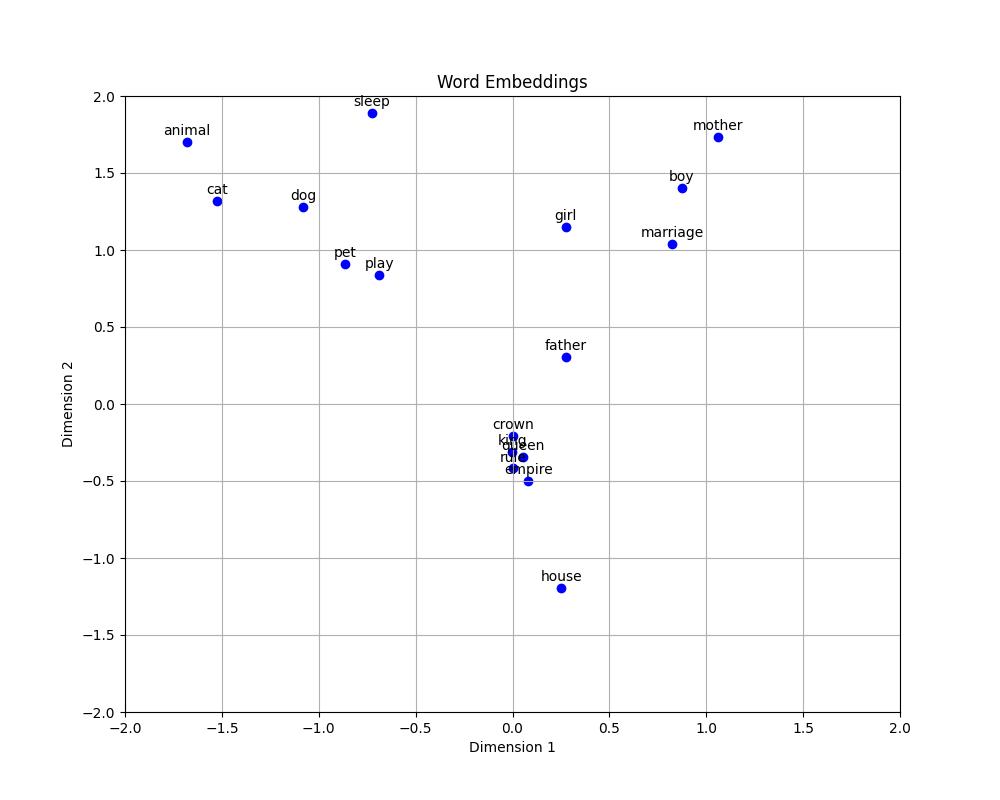 Word Embeddings
2.0
sleep
animal
mother
1.5
boy
cat
dog
girl
marriage
1.0
pet
play
0.5
father
Dimension 2
0.0
crown
king
queen
rule
empire
−0.5
−1.0
house
−1.5
−2.0
−2.0 −1.5 −1.0 −0.5 0.0 0.5 1.0 1.5 2.0
Dimension 1